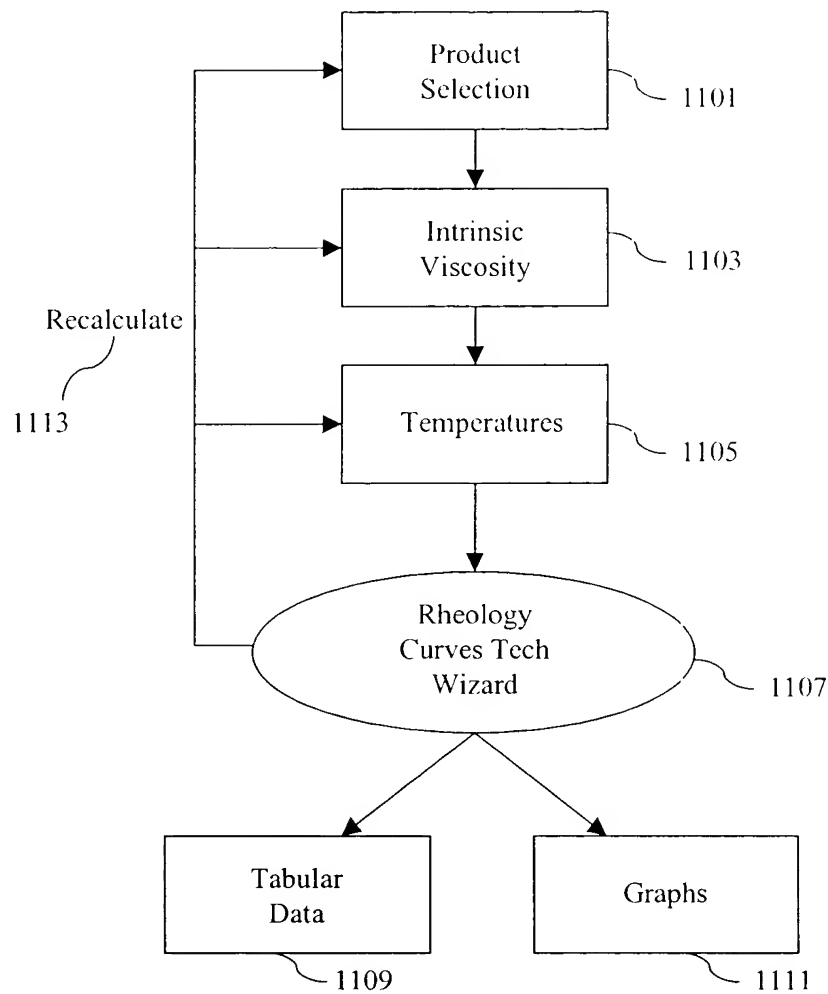 Product
Selection
1101
Intrinsic
Viscosity
1103
Recalculate
1113
Temperatures
1105
Rheology
Curves Tech
Wizard
1107
Tabular
Data
1109
Graphs
1111